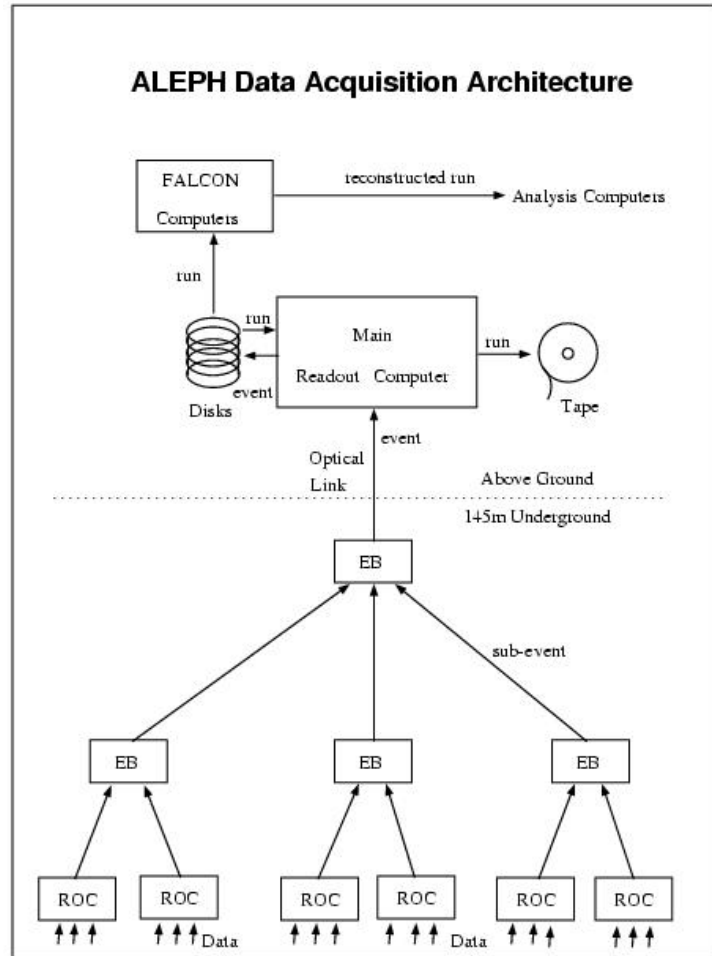 ALEPH Data Acquisition Architecture
FALCON
Computers
reconstructed run
Analysis Computers
run
run
Main
Readout Computer
run
event
Disks
Tape
event
Optical
Link
Above Ground
145m Underground
EB
sub-event
EB
EB
EB
ROC
ROC
ROC
ROC
ROC
ROC
Data
Data